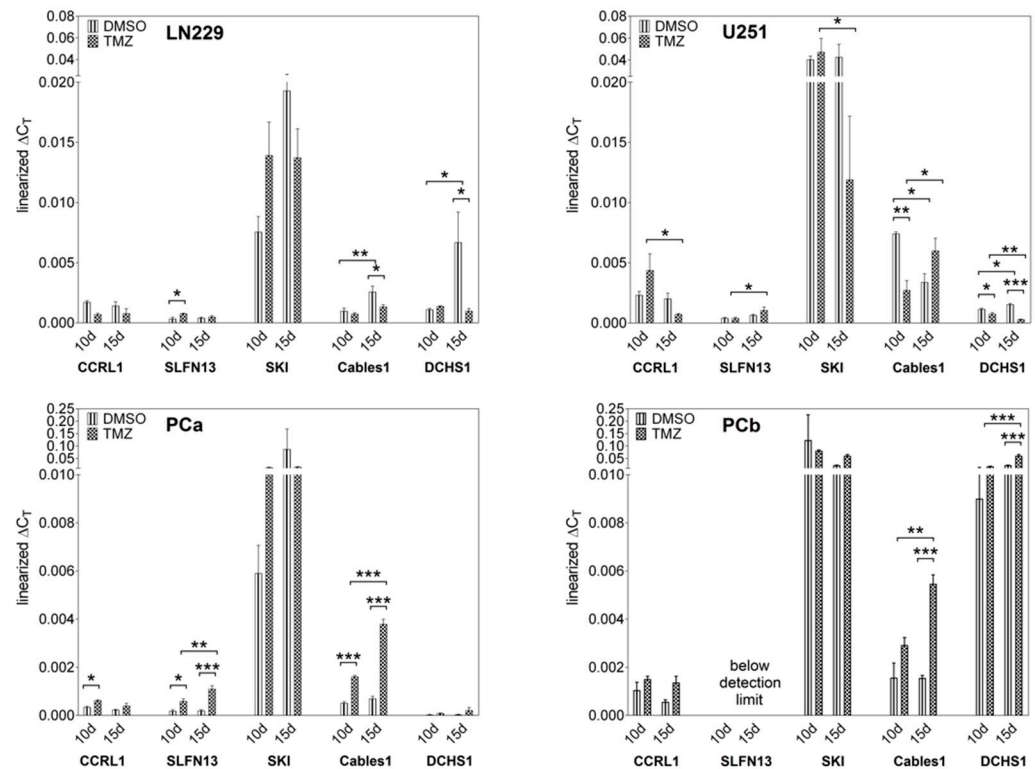 LN229
DMSO
TMZ
linearized ΔCT
0.08
0.06
0.04
0.020
0.015
0.010
0.005
0.000
* ** * * *
10d 15d 10d 15d 10d 15d 10d 15d 10d 15d
CCRL1 SLFN13 SKI Cables1 DCHS1
U251
DMSO
TMZ
linearized ΔCT
0.08
0.06
0.04
0.020
0.015
0.010
0.005
0.000
* * * * * ** ** * * ***
10d 15d 10d 15d 10d 15d 10d 15d 10d 15d
CCRL1 SLFN13 SKI Cables1 DCHS1
PCa
DMSO
TMZ
linearized ΔCT
0.25
0.20
0.15
0.10
0.05
0.010
0.008
0.006
0.004
0.002
0.000
* * ** *** *** *** ***
10d 15d 10d 15d 10d 15d 10d 15d 10d 15d
CCRL1 SLFN13 SKI Cables1 DCHS1
PCb
DMSO
TMZ
linearized ΔCT
0.25
0.20
0.15
0.10
0.05
0.010
0.008
0.006
0.004
0.002
0.000
*** *** ** ***
below
detection
limit
10d 15d 10d 15d 10d 15d 10d 15d 10d 15d
CCRL1 SLFN13 SKI Cables1 DCHS1